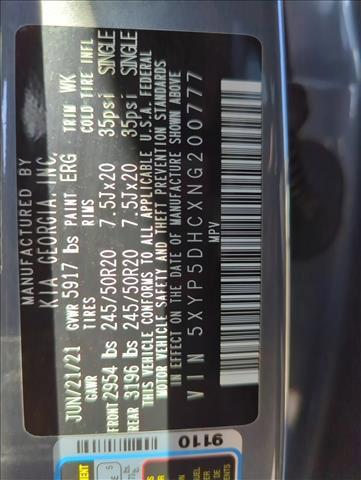 MANUFACTURED BY
KIA GEORGIA, INC.
JUN/21/21 GVWR 5917 lbs PAINT ERG TRIM WK
GAWR TIRES RIMS COLD TIRE INFL
FRONT 2954 lbs 245/50R20 7.5Jx20 35psi SINGLE
REAR 3196 lbs 245/50R20 7.5Jx20 35psi SINGLE
THIS VEHICLE CONFORMS TO ALL APPLICABLE U.S.A. FEDERAL
MOTOR VEHICLE SAFETY & THEFT PREVENTION STANDARDS
IN EFFECT ON THE DATE OF MANUFACTURE SHOWN ABOVE
VIN 5XYP5DHCXNG200777
MPV
9110